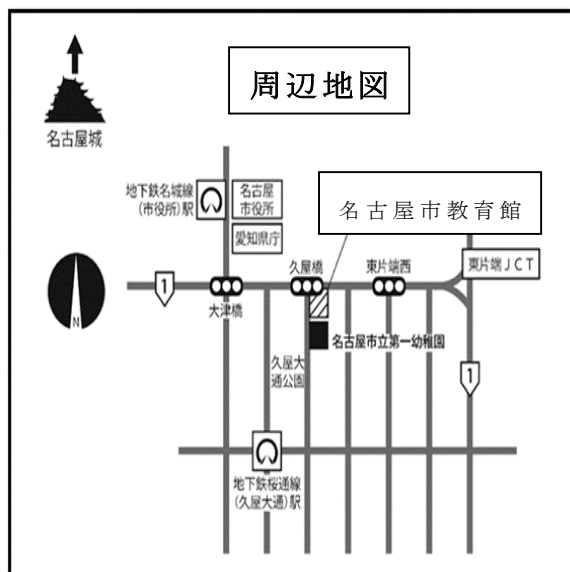 周辺地図
名古屋城
地下鉄名城線
(市役所)駅
名古屋
市役所
愛知県庁
名古屋市教育館
久屋橋
東片端西
東片端JCT
1
大津橋
名古屋市立第一幼稚園
久屋大
通公園
1
N
地下鉄桜通線
(久屋大通)駅